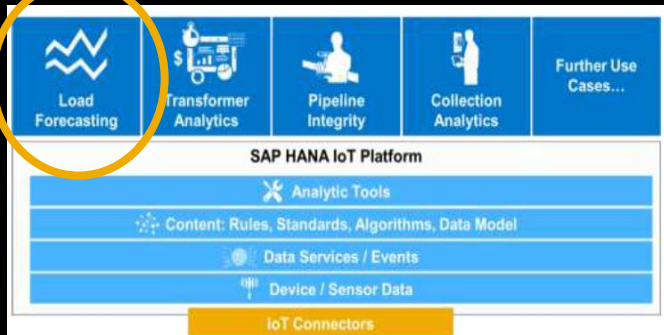 Load
Forecasting
Transformer
Analytics
Pipeline
Integrity
Collection
Analytics
Further Use
Cases...
SAP HANA IoT Platform
Analytic Tools
Content: Rules, Standards, Algorithms, Data Model
Data Services / Events
Device / Sensor Data
IoT Connectors